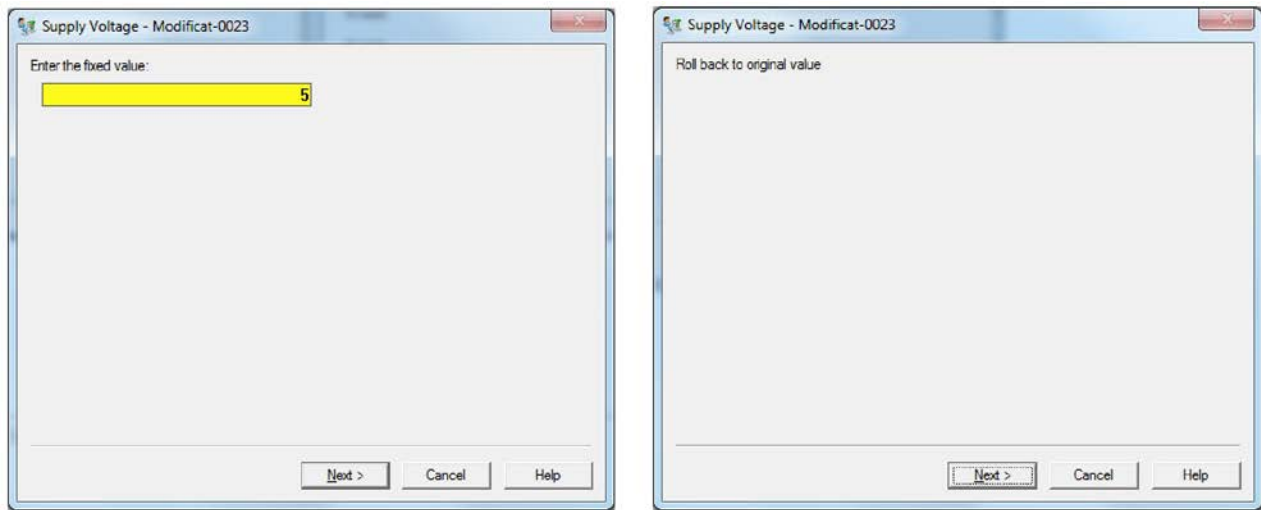 Supply Voltage - Modificat-0023
Enter the fixed value:
5
Next >
Cancel
Help
Supply Voltage - Modificat-0023
Roll back to original value
Next >
Cancel
Help